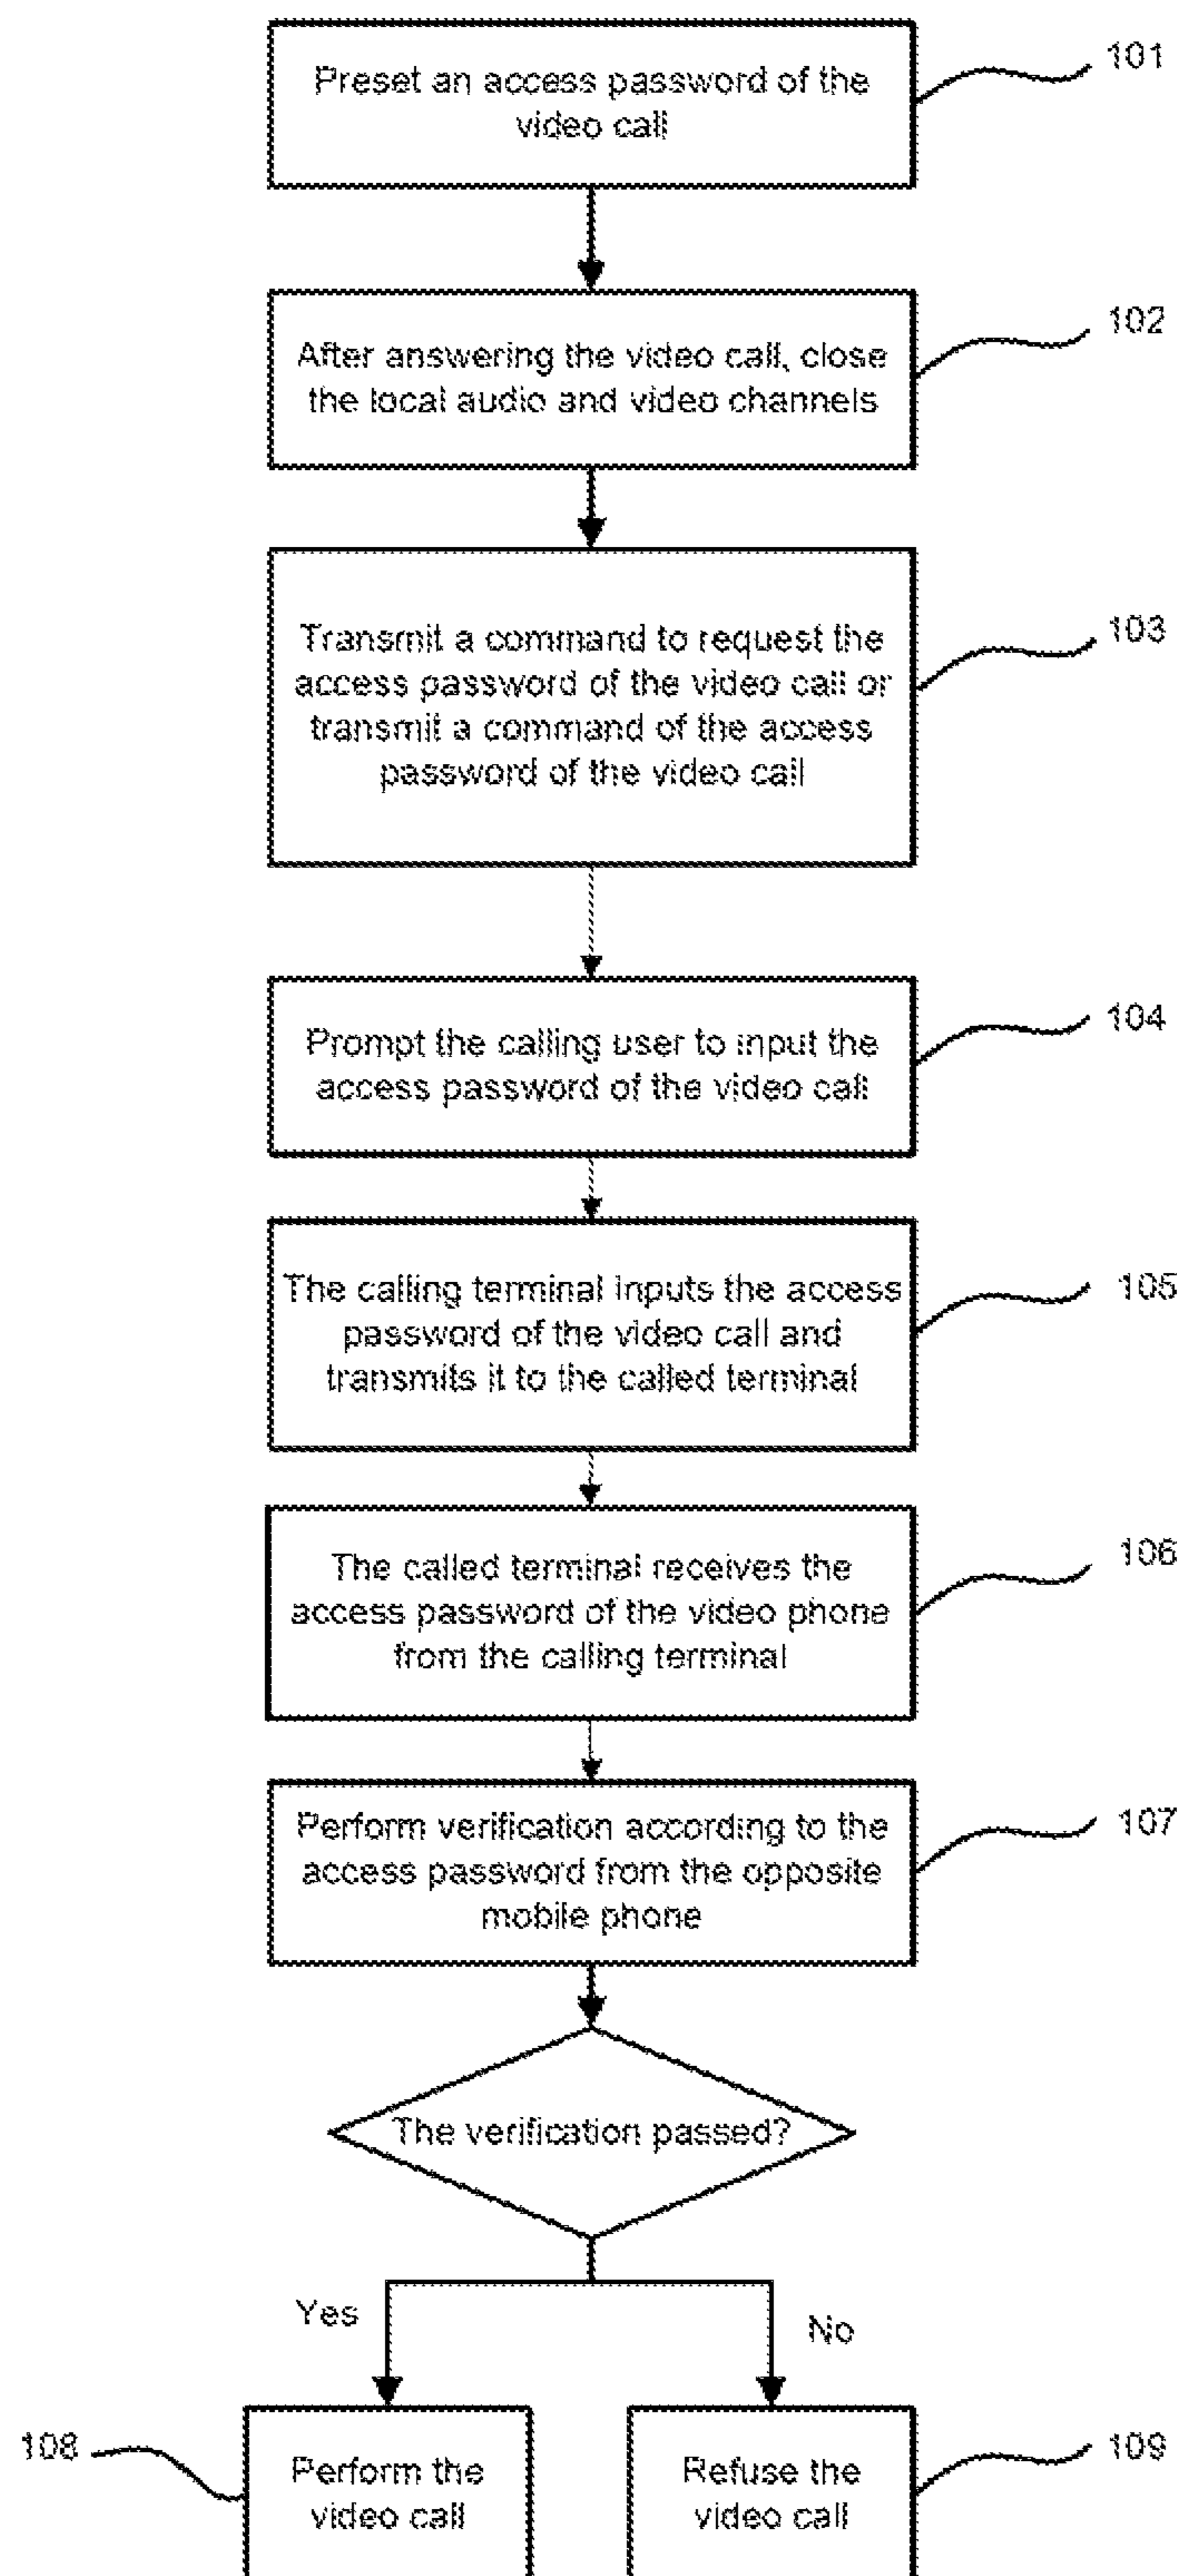 Preset an access password of the
video call
101
After answering the video call, close
the local audio and video channels
102
Transmit a command to request the
access password of the video call or
transmit a command of the access
password of the video call
103
Prompt the calling user to input the
access password of the video call
104
The calling terminal inputs the access
password of the video call and
transmits it to the called terminal
105
The called terminal receives the
access password of the video phone
from the calling terminal
106
Perform verification according to the
access password from the opposite
mobile phone
107
The verification passed?
Yes
No
108
Perform the
video call
Refuse the
video call
109